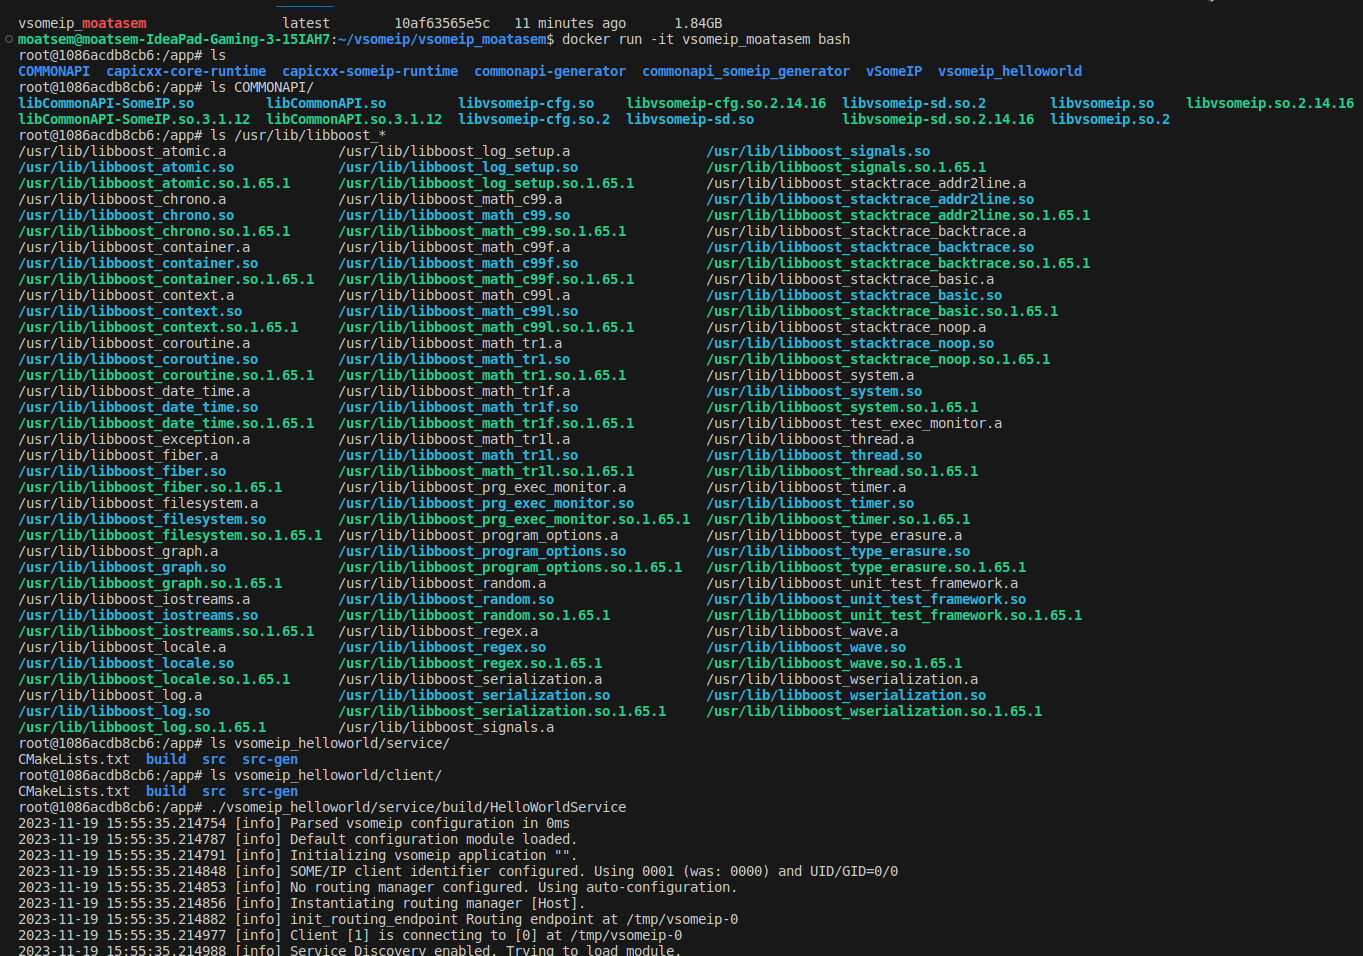 vsomeip_moatasem                 latest        10af63565e5c   11 minutes ago      1.84GB
moatsem@moatsem-IdeaPad-Gaming-3-15IAH7:~/vsomeip/vsomeip_moatasem$ docker run -it vsomeip_moatasem bash
root@1086acdb8cb6:/app# ls
COMMONAPI  capicxx-core-runtime  capicxx-someip-runtime  commonapi-generator  commonapi_someip_generator  vSomeIP  vsomeip_helloworld
root@1086acdb8cb6:/app# ls COMMONAPI/
libCommonAPI-SomeIP.so         libCommonAPI.so         libvsomeip-cfg.so    libvsomeip-cfg.so.2.14.16  libvsomeip-sd.so.2        libvsomeip.so    libvsomeip.so.2.14.16
libCommonAPI-SomeIP.so.3.1.12  libCommonAPI.so.3.1.12  libvsomeip-cfg.so.2  libvsomeip-sd.so           libvsomeip-sd.so.2.14.16  libvsomeip.so.2
root@1086acdb8cb6:/app# ls /usr/lib/libboost_*
/usr/lib/libboost_atomic.a              /usr/lib/libboost_log_setup.a                 /usr/lib/libboost_signals.so
/usr/lib/libboost_atomic.so             /usr/lib/libboost_log_setup.so                /usr/lib/libboost_signals.so.1.65.1
/usr/lib/libboost_atomic.so.1.65.1      /usr/lib/libboost_log_setup.so.1.65.1         /usr/lib/libboost_stacktrace_addr2line.a
/usr/lib/libboost_chrono.a              /usr/lib/libboost_math_c99.a                  /usr/lib/libboost_stacktrace_addr2line.so
/usr/lib/libboost_chrono.so             /usr/lib/libboost_math_c99.so                 /usr/lib/libboost_stacktrace_addr2line.so.1.65.1
/usr/lib/libboost_chrono.so.1.65.1      /usr/lib/libboost_math_c99.so.1.65.1          /usr/lib/libboost_stacktrace_backtrace.a
/usr/lib/libboost_container.a           /usr/lib/libboost_math_c99f.a                 /usr/lib/libboost_stacktrace_backtrace.so
/usr/lib/libboost_container.so          /usr/lib/libboost_math_c99f.so                /usr/lib/libboost_stacktrace_backtrace.so.1.65.1
/usr/lib/libboost_container.so.1.65.1   /usr/lib/libboost_math_c99f.so.1.65.1         /usr/lib/libboost_stacktrace_basic.a
/usr/lib/libboost_context.a             /usr/lib/libboost_math_c99l.a                 /usr/lib/libboost_stacktrace_basic.so
/usr/lib/libboost_context.so            /usr/lib/libboost_math_c99l.so                /usr/lib/libboost_stacktrace_basic.so.1.65.1
/usr/lib/libboost_context.so.1.65.1     /usr/lib/libboost_math_c99l.so.1.65.1         /usr/lib/libboost_stacktrace_noop.a
/usr/lib/libboost_coroutine.a           /usr/lib/libboost_math_tr1.a                  /usr/lib/libboost_stacktrace_noop.so
/usr/lib/libboost_coroutine.so          /usr/lib/libboost_math_tr1.so                 /usr/lib/libboost_stacktrace_noop.so.1.65.1
/usr/lib/libboost_coroutine.so.1.65.1   /usr/lib/libboost_math_tr1.so.1.65.1          /usr/lib/libboost_system.a
/usr/lib/libboost_date_time.a           /usr/lib/libboost_math_tr1f.a                 /usr/lib/libboost_system.so
/usr/lib/libboost_date_time.so          /usr/lib/libboost_math_tr1f.so                /usr/lib/libboost_system.so.1.65.1
/usr/lib/libboost_date_time.so.1.65.1   /usr/lib/libboost_math_tr1f.so.1.65.1         /usr/lib/libboost_test_exec_monitor.a
/usr/lib/libboost_exception.a           /usr/lib/libboost_math_tr1l.a                 /usr/lib/libboost_thread.a
/usr/lib/libboost_fiber.a               /usr/lib/libboost_math_tr1l.so                /usr/lib/libboost_thread.so
/usr/lib/libboost_fiber.so              /usr/lib/libboost_math_tr1l.so.1.65.1         /usr/lib/libboost_thread.so.1.65.1
/usr/lib/libboost_fiber.so.1.65.1       /usr/lib/libboost_prg_exec_monitor.a          /usr/lib/libboost_timer.a
/usr/lib/libboost_filesystem.a          /usr/lib/libboost_prg_exec_monitor.so         /usr/lib/libboost_timer.so
/usr/lib/libboost_filesystem.so         /usr/lib/libboost_prg_exec_monitor.so.1.65.1  /usr/lib/libboost_timer.so.1.65.1
/usr/lib/libboost_filesystem.so.1.65.1  /usr/lib/libboost_program_options.a           /usr/lib/libboost_type_erasure.a
/usr/lib/libboost_graph.a               /usr/lib/libboost_program_options.so          /usr/lib/libboost_type_erasure.so
/usr/lib/libboost_graph.so              /usr/lib/libboost_program_options.so.1.65.1   /usr/lib/libboost_type_erasure.so.1.65.1
/usr/lib/libboost_graph.so.1.65.1       /usr/lib/libboost_random.a                    /usr/lib/libboost_unit_test_framework.a
/usr/lib/libboost_iostreams.a           /usr/lib/libboost_random.so                   /usr/lib/libboost_unit_test_framework.so
/usr/lib/libboost_iostreams.so          /usr/lib/libboost_random.so.1.65.1            /usr/lib/libboost_unit_test_framework.so.1.65.1
/usr/lib/libboost_iostreams.so.1.65.1   /usr/lib/libboost_regex.a                     /usr/lib/libboost_wave.a
/usr/lib/libboost_locale.a              /usr/lib/libboost_regex.so                    /usr/lib/libboost_wave.so
/usr/lib/libboost_locale.so             /usr/lib/libboost_regex.so.1.65.1             /usr/lib/libboost_wave.so.1.65.1
/usr/lib/libboost_locale.so.1.65.1      /usr/lib/libboost_serialization.a             /usr/lib/libboost_wserialization.a
/usr/lib/libboost_log.a                 /usr/lib/libboost_serialization.so            /usr/lib/libboost_wserialization.so
/usr/lib/libboost_log.so                /usr/lib/libboost_serialization.so.1.65.1     /usr/lib/libboost_wserialization.so.1.65.1
/usr/lib/libboost_log.so.1.65.1         /usr/lib/libboost_signals.a
root@1086acdb8cb6:/app# ls vsomeip_helloworld/service/
CMakeLists.txt  build  src  src-gen
root@1086acdb8cb6:/app# ls vsomeip_helloworld/client/
CMakeLists.txt  build  src  src-gen
root@1086acdb8cb6:/app# ./vsomeip_helloworld/service/build/HelloWorldService
2023-11-19 15:55:35.214754 [info] Parsed vsomeip configuration in 0ms
2023-11-19 15:55:35.214787 [info] Default configuration module loaded.
2023-11-19 15:55:35.214791 [info] Initializing vsomeip application "".
2023-11-19 15:55:35.214848 [info] SOME/IP client identifier configured. Using 0001 (was: 0000) and UID/GID=0/0
2023-11-19 15:55:35.214853 [info] No routing manager configured. Using auto-configuration.
2023-11-19 15:55:35.214856 [info] Instantiating routing manager [Host].
2023-11-19 15:55:35.214882 [info] init_routing_endpoint Routing endpoint at /tmp/vsomeip-0
2023-11-19 15:55:35.214977 [info] Client [1] is connecting to [0] at /tmp/vsomeip-0
2023-11-19 15:55:35.214988 [info] Service Discovery enabled. Trying to load module.